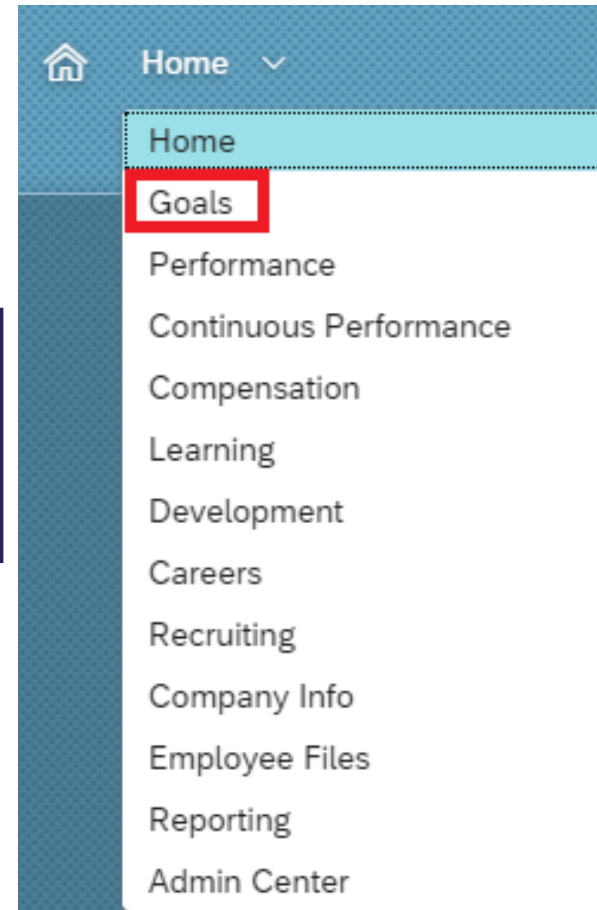 Home
Home
Goals
Performance
Continuous Performance
Compensation
Learning
Development
Careers
Recruiting
Company Info
Employee Files
Reporting
Admin Center